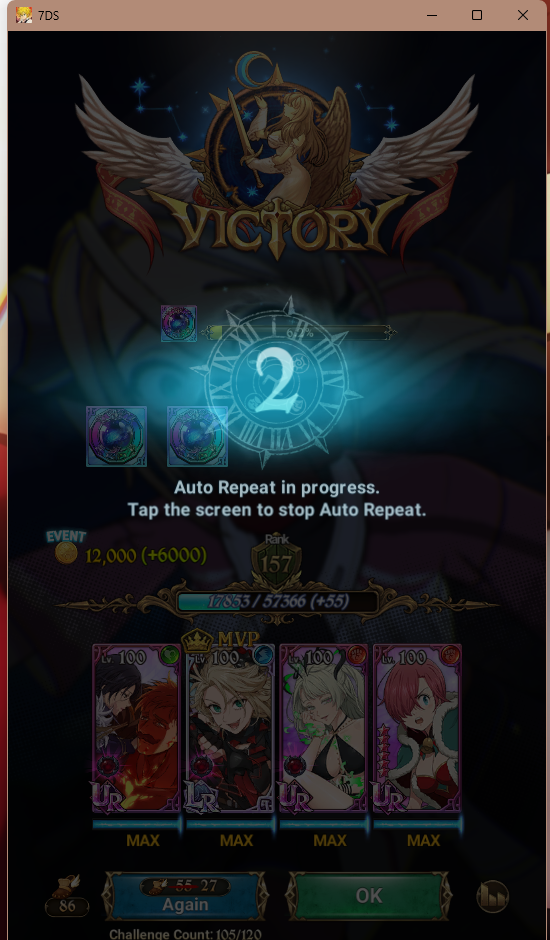 7DS
VICTORY
2
Auto Repeat in progress.
Tap the screen to stop Auto Repeat.
EVENT
12,000 (+6000)
Rank
157
17853 / 57366 (+55)
MVP
Lv. 100
Lv. 100
Lv. 100
Lv. 100
UR
LR
UR
UR
MAX
MAX
MAX
MAX
86
55 27
Again
OK
Challenge Count: 105/120